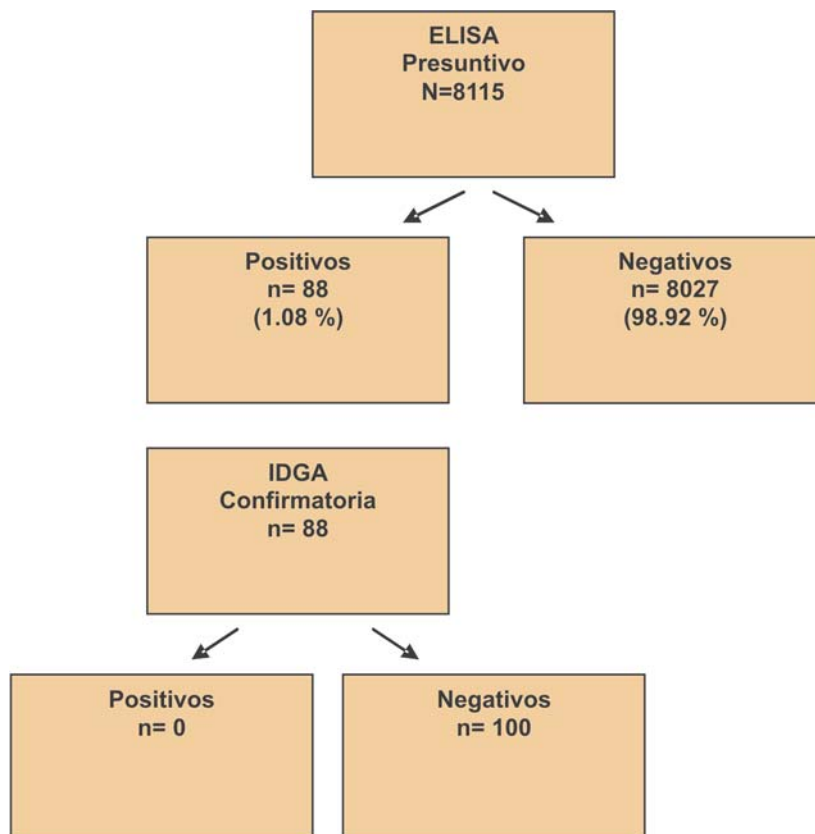 ELISA
Presuntivo
N=8115
Positivos
n= 88
(1.08 %)
Negativos
n= 8027
(98.92 %)
IDGA
Confirmatoria
n= 88
Positivos
n= 0
Negativos
n= 100